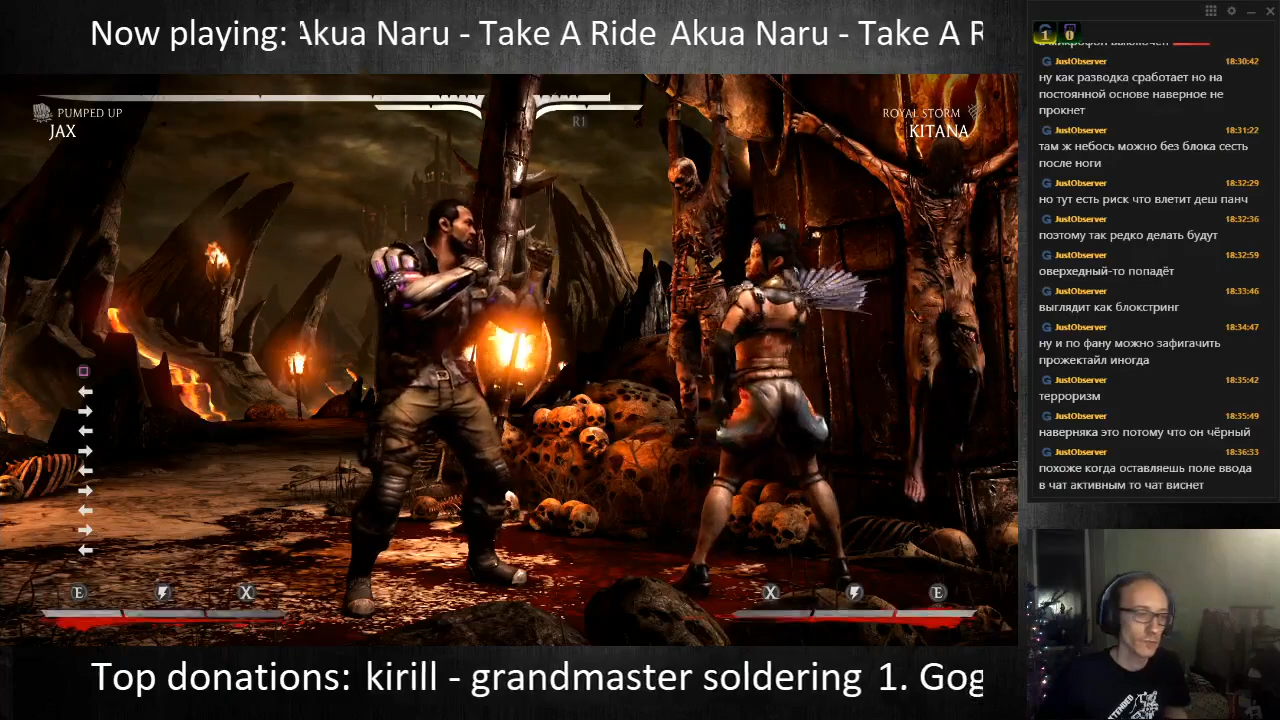 Now playing: Akua Naru - Take A Ride Akua Naru - Take A R
PUMPED UP
JAX
ROYAL STORM
KITANA
R1
E
X
X
E
Top donations: kirill - grandmaster soldering 1. Gog
1 0
JustObserver 18:30:42
ну как разводка сработает но на
постоянной основе наверное не
прокнет
JustObserver 18:31:22
там ж небось можно без блока сесть
после ноги
JustObserver 18:32:29
но тут есть риск что влетит деш панч
JustObserver 18:32:36
поэтому так редко делать будут
JustObserver 18:32:59
оверхедный-то попадёт
JustObserver 18:33:46
выглядит как блокстринг
JustObserver 18:34:47
ну и по фану можно зафигачить
прожектайл иногда
JustObserver 18:35:42
терроризм
JustObserver 18:35:49
наверняка это потому что он чёрный
JustObserver 18:36:33
похоже когда оставляешь поле ввода
в чат активным то чат виснет